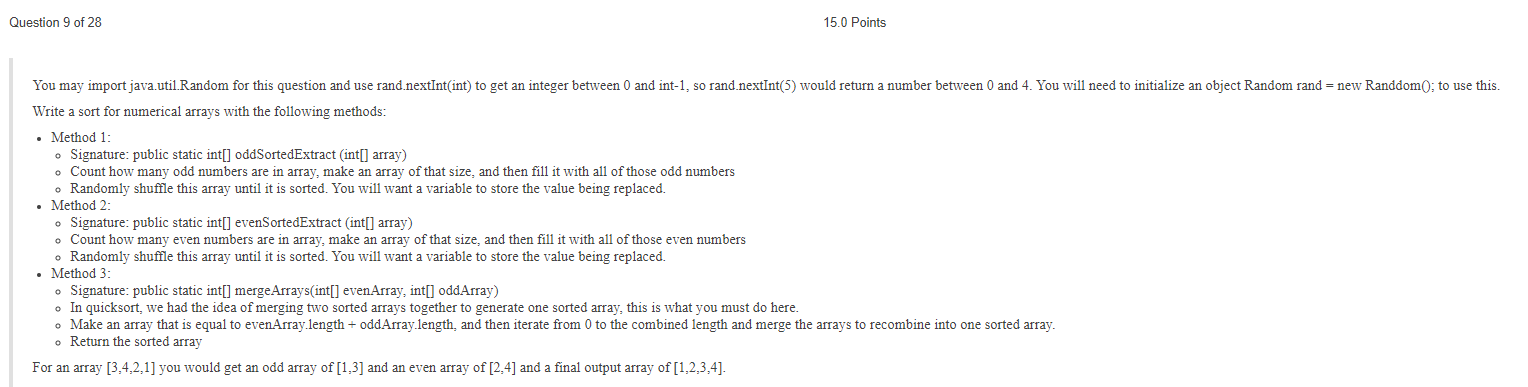 Question 9 of 28
15.0 Points
You may import java.util.Random for this question and use rand.nextInt(int) to get an integer between 0 and int-1, so rand.nextInt(5) would return a number between 0 and 4. You will need to initialize an object Random rand = new Randdom(); to use this.
Write a sort for numerical arrays with the following methods:
• Method 1:
o Signature: public static int[] oddSortedExtract (int[] array)
o Count how many odd numbers are in array, make an array of that size, and then fill it with all of those odd numbers
o Randomly shuffle this array until it is sorted. You will want a variable to store the value being replaced.
• Method 2:
o Signature: public static int[] evenSortedExtract (int[] array)
o Count how many even numbers are in array, make an array of that size, and then fill it with all of those even numbers
o Randomly shuffle this array until it is sorted. You will want a variable to store the value being replaced.
• Method 3:
o Signature: public static int[] mergeArrays(int[] evenArray, int[] oddArray)
o In quicksort, we had the idea of merging two sorted arrays together to generate one sorted array, this is what you must do here.
o Make an array that is equal to evenArray.length + oddArray.length, and then iterate from 0 to the combined length and merge the arrays to recombine into one sorted array.
o Return the sorted array
For an array [3,4,2,1] you would get an odd array of [1,3] and an even array of [2,4] and a final output array of [1,2,3,4].